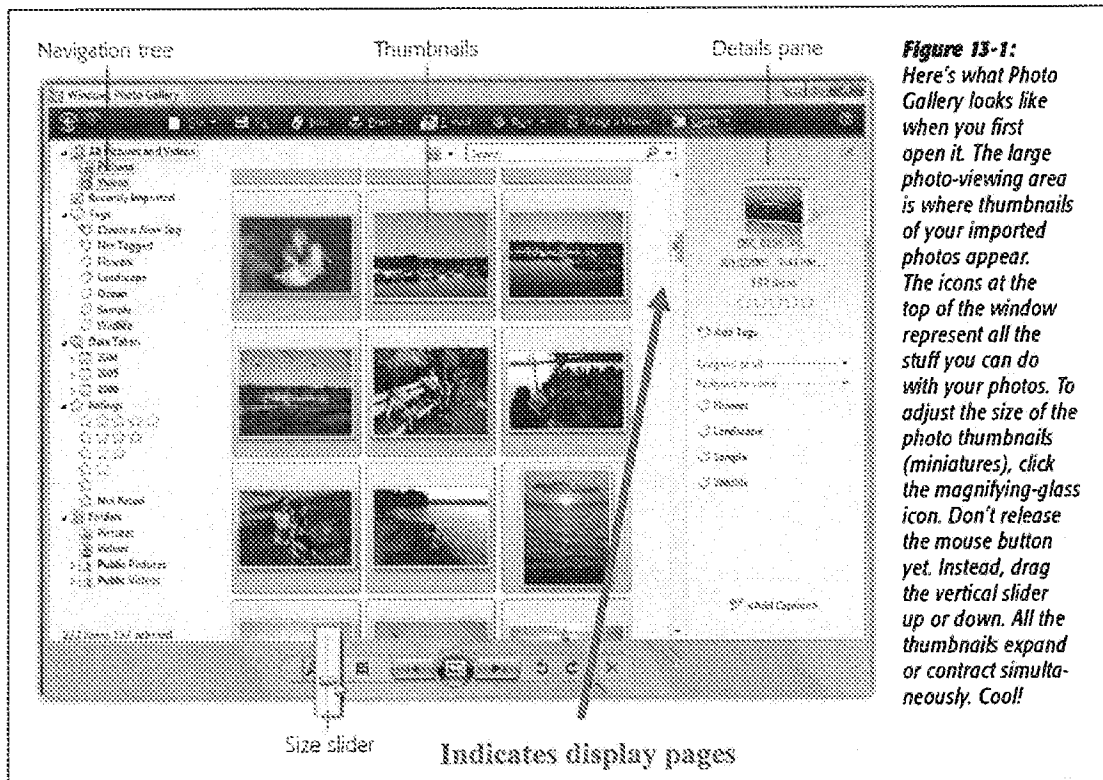 Navigation tree
Thumbnails
Details pane
Windows Photo Gallery
All Pictures and Videos
Pictures
Videos
Recently Imported
Tags
Create a New Tag
Not Tagged
Flowers
Landscape
Ocean
Sample
Wildlife
Date Taken
2005
Ratings
Not Rated
Folders
Pictures
Videos
Public Pictures
Public Videos
Search
Add Tags
Flowers
Landscape
Sample
Wildlife
Size slider
Indicates display pages
Figure 13-1:
Here's what Photo
Gallery looks like
when you first
open it. The large
photo-viewing area
is where thumbnails
of your imported
photos appear.
The icons at the
top of the window
represent all the
stuff you can do
with your photos. To
adjust the size of the
photo thumbnails
(miniatures), click
the magnifying-glass
icon. Don't release
the mouse button
yet. Instead, drag
the vertical slider
up or down. All the
thumbnails expand
or contract simulta-
neously. Cool!